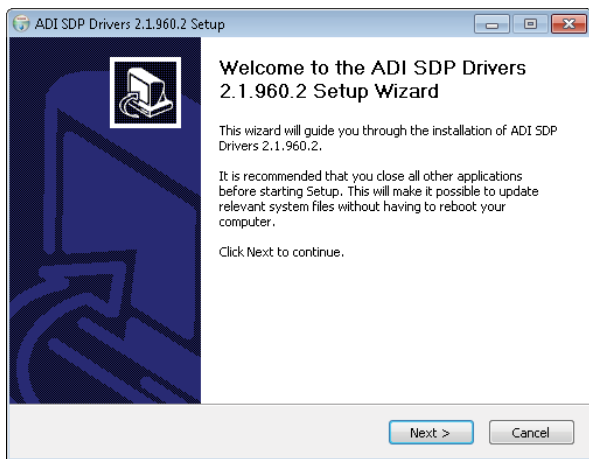 ADI SDP Drivers 2.1.960.2 Setup
Welcome to the ADI SDP Drivers
2.1.960.2 Setup Wizard
This wizard will guide you through the installation of ADI SDP
Drivers 2.1.960.2.
It is recommended that you close all other applications
before starting Setup. This will make it possible to update
relevant system files without having to reboot your
computer.
Click Next to continue.
Next >
Cancel